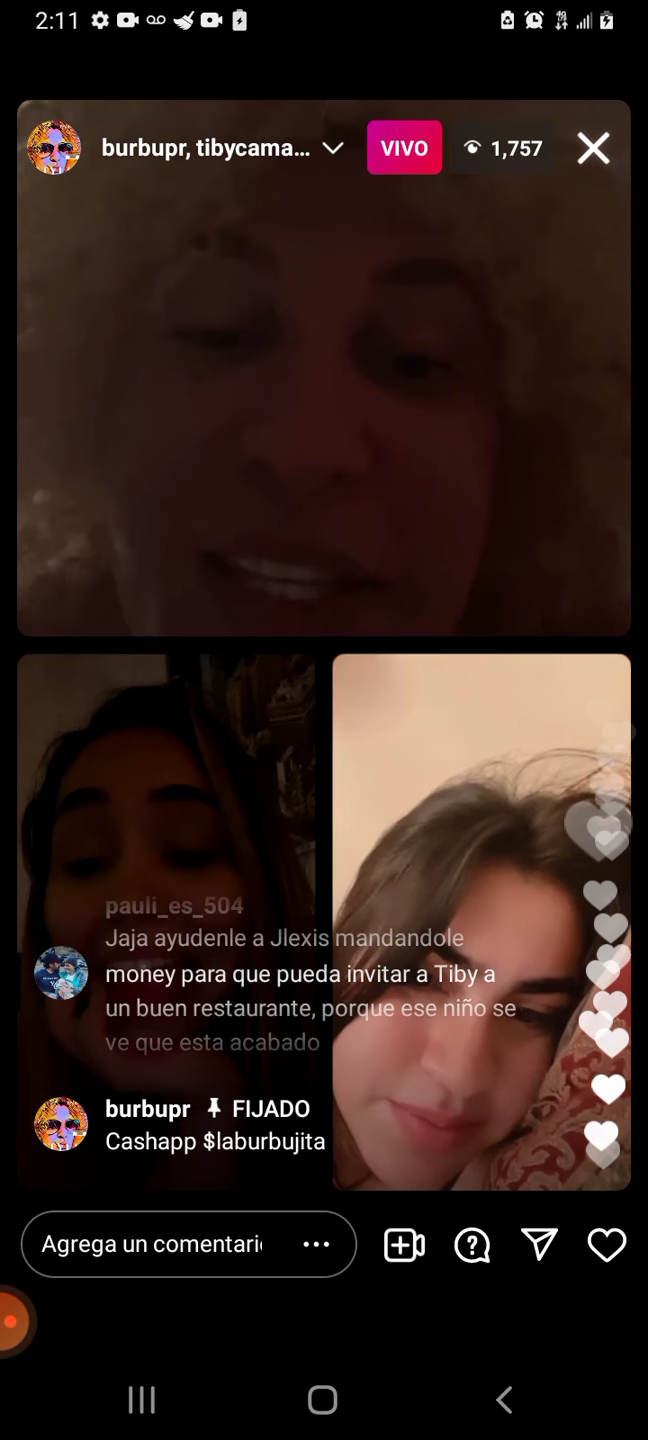 2:11
burbupr, tibycama...
VIVO
1,757
pauli_es_504
Jaja ayudenle a Jlexis mandandole
money para que pueda invitar a Tiby a
un buen restaurante, porque ese niño se
ve que esta acabado
burbupr FIJADO
Cashapp $laburbujita
Agrega un comentari